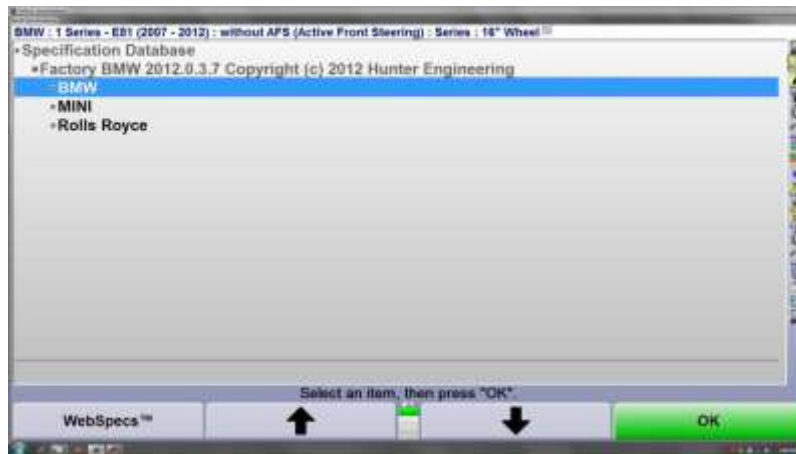 BMW : 1 Series - E81 (2007 - 2012) : without AFS (Active Front Steering) : Series : 16" Wheel
Specification Database
Factory BMW 2012.0.3.7 Copyright (c) 2012 Hunter Engineering
BMW
MINI
Rolls Royce
Select an item, then press "OK".
WebSpecs™
OK